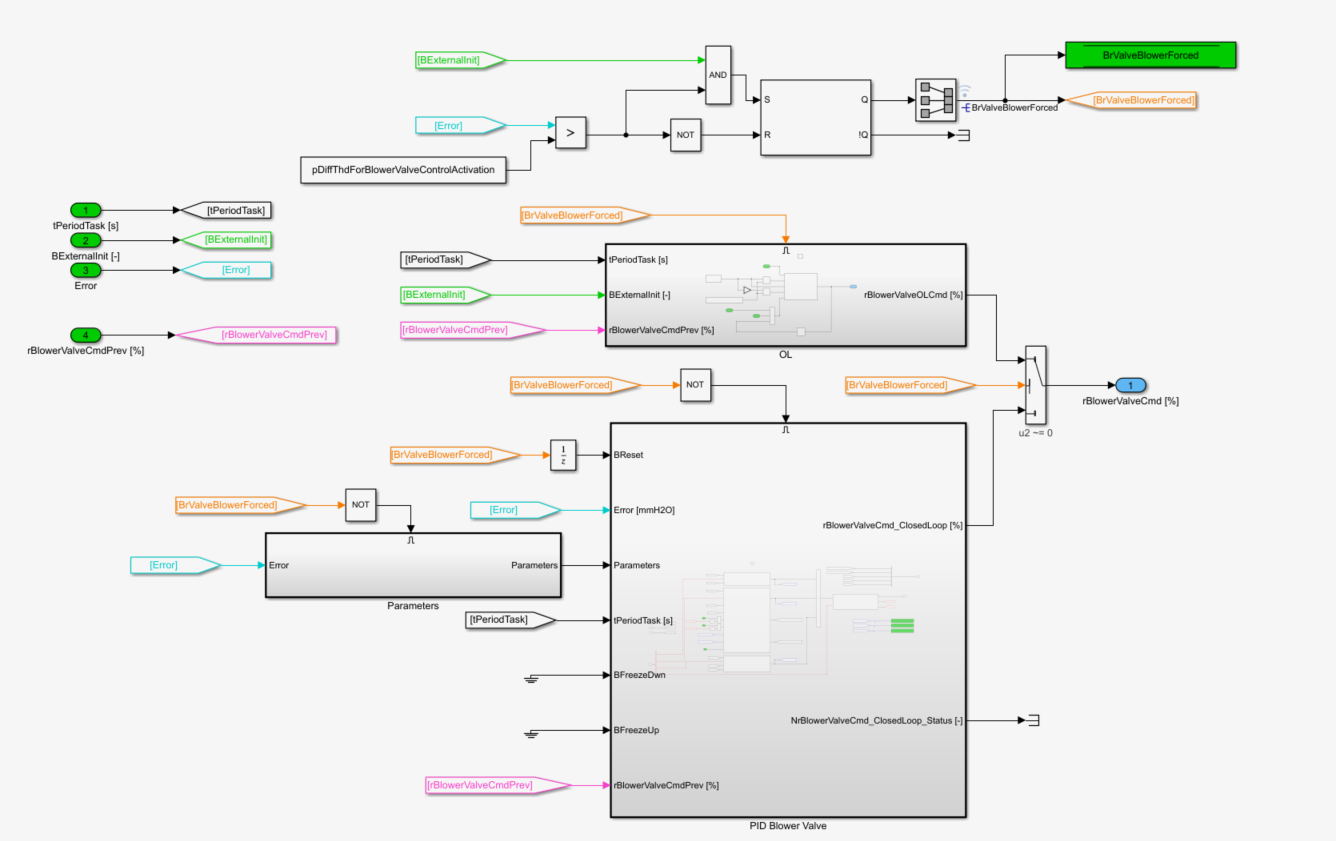 [BExternalInit]
AND
BrValveBlowerForced
S
Q
BrValveBlowerForced
[BrValveBlowerForced]
[Error]
>
NOT
R
!Q
pDiffThdForBlowerValveControlActivation
1
[tPeriodTask]
tPeriodTask [s]
2
[BExternalInit]
BExternalInit [-]
3
[Error]
Error
4
[rBlowerValveCmdPrev]
rBlowerValveCmdPrev [%]
[BrValveBlowerForced]
[tPeriodTask]
tPeriodTask [s]
[BExternalInit]
BExternalInit [-]
rBlowerValveOLCmd [%]
[rBlowerValveCmdPrev]
rBlowerValveCmdPrev [%]
OL
[BrValveBlowerForced]
NOT
[BrValveBlowerForced]
1
rBlowerValveCmd [%]
u2 ~= 0
[BrValveBlowerForced]
1
z
BReset
[BrValveBlowerForced]
NOT
[Error]
Error [mmH2O]
rBlowerValveCmd_ClosedLoop [%]
[Error]
Error
Parameters
Parameters
Parameters
[tPeriodTask]
tPeriodTask [s]
BFreezeDwn
BFreezeUp
NrBlowerValveCmd_ClosedLoop_Status [-]
[rBlowerValveCmdPrev]
rBlowerValveCmdPrev [%]
PID Blower Valve